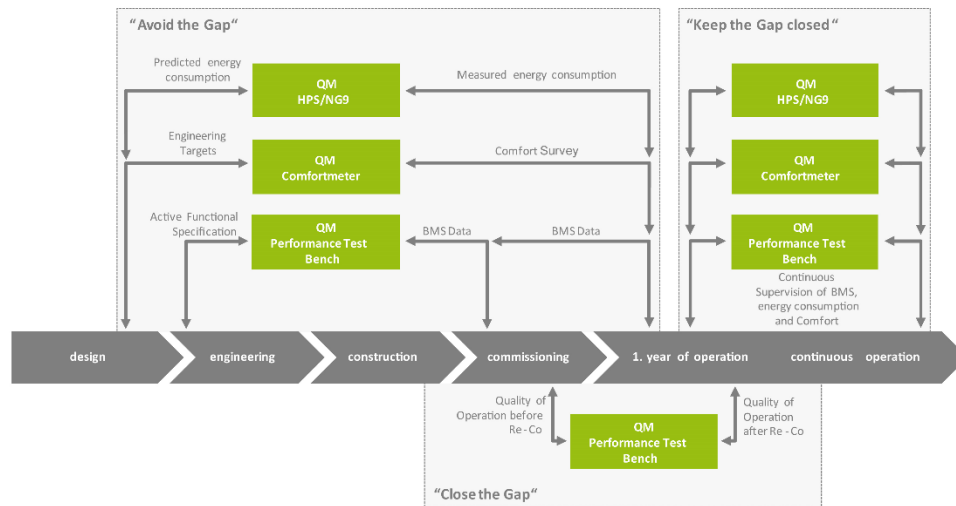 “Avoid the Gap“
“Keep the Gap closed“
Predicted energy
consumption
QM
HPS/NG9
Measured energy consumption
QM
HPS/NG9
Engineering
Targets
QM
Comfortmeter
Comfort Survey
QM
Comfortmeter
Active Functional
Specification
QM
Performance Test
Bench
BMS Data
BMS Data
QM
Performance Test
Bench
Continuous
Supervision of BMS,
energy consumption
and Comfort
design
engineering
construction
commissioning
1. year of operation
continuous operation
Quality of
Operation before
Re - Co
QM
Performance Test
Bench
Quality of
Operation
after Re - Co
“Close the Gap“